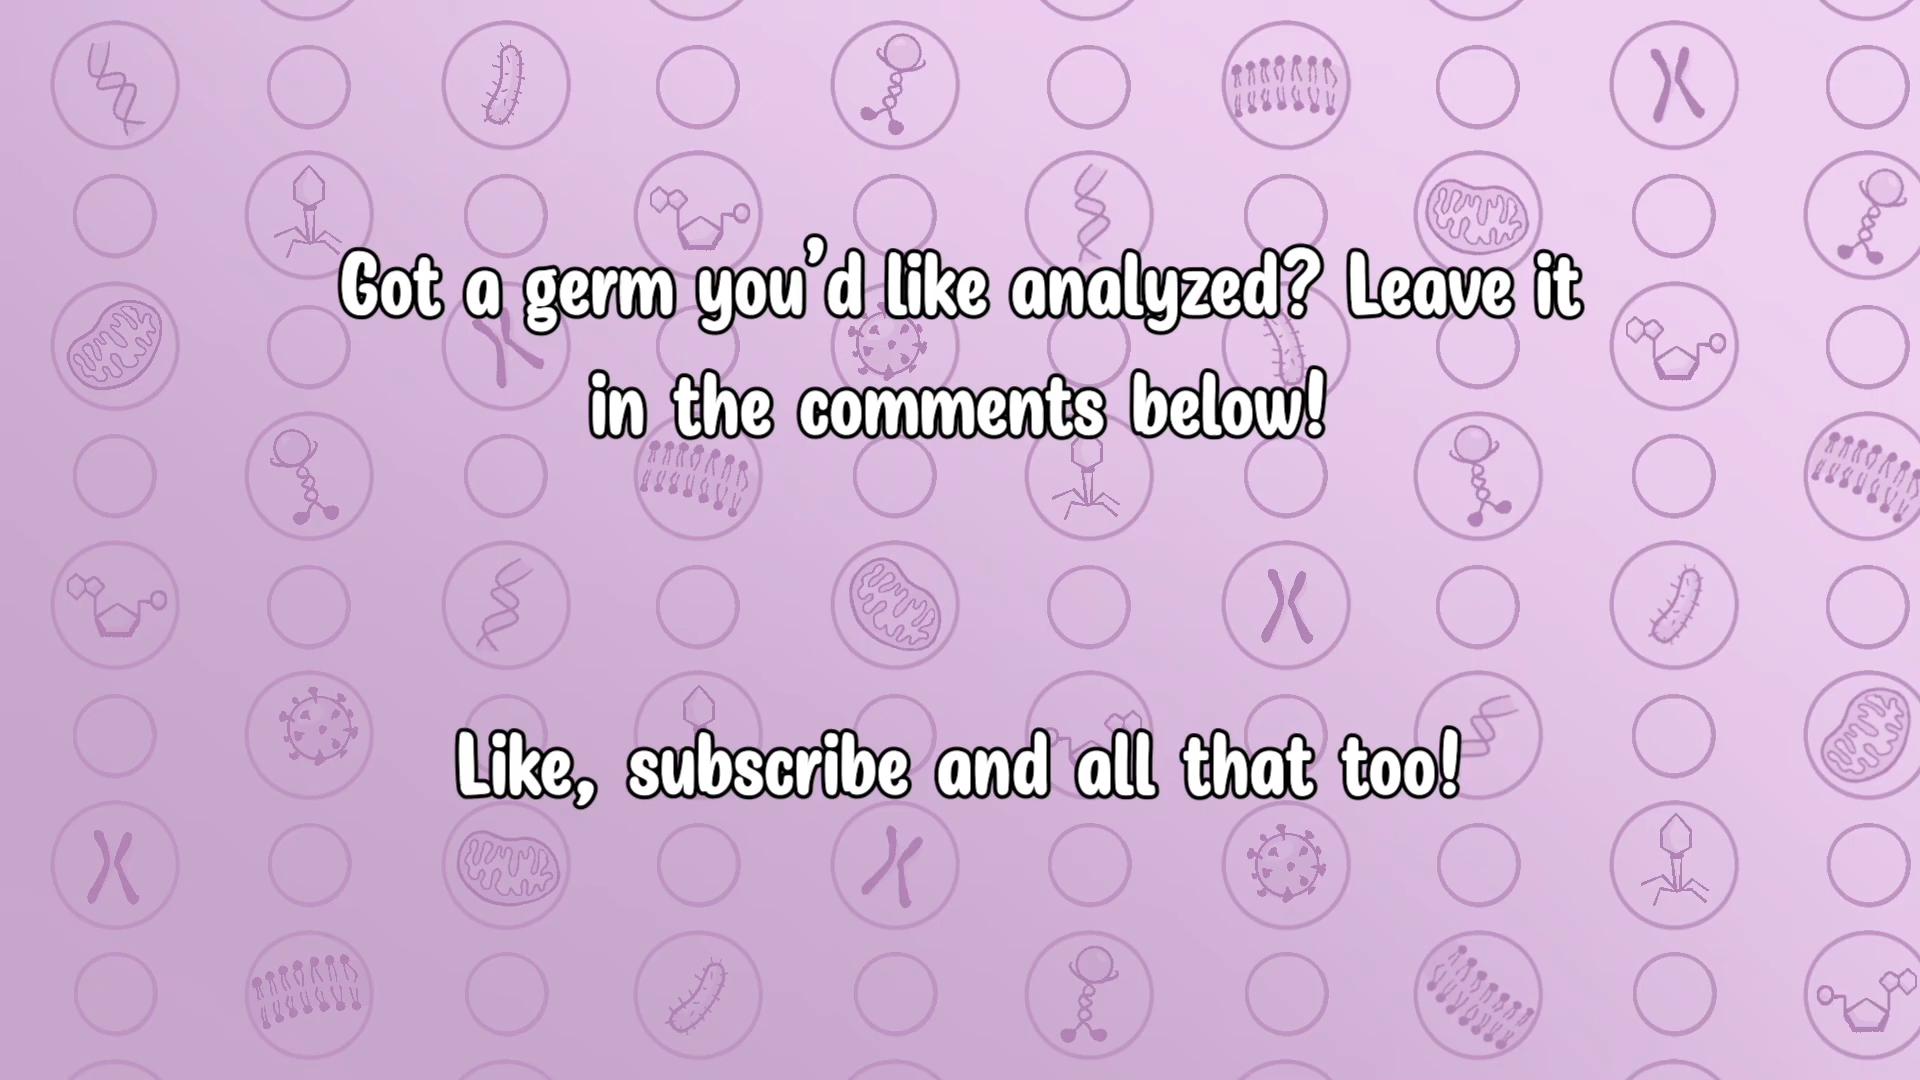 Got a germ you’d like analyzed? Leave it
in the comments below!
Like, subscribe and all that too!